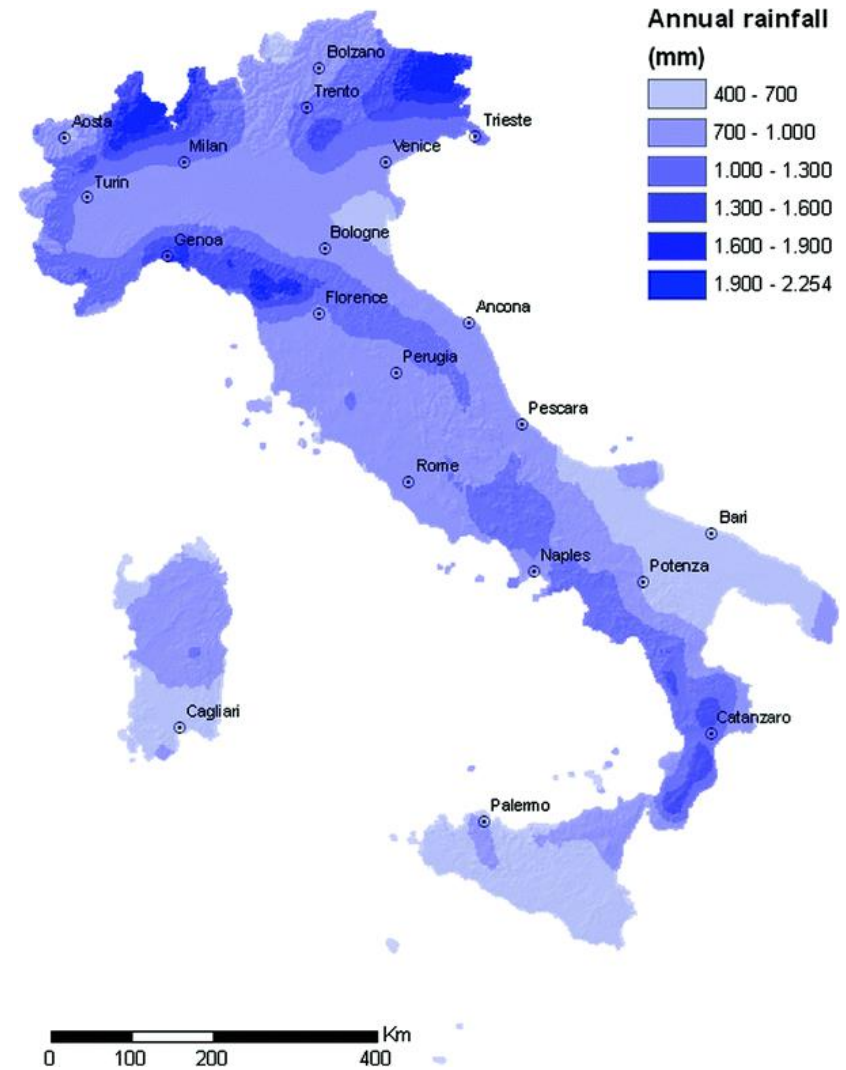 Annual rainfall
(mm)
400 - 700
700 - 1.000
1.000 - 1.300
1.300 - 1.600
1.600 - 1.900
1.900 - 2.254
Bolzano
Trento
Aosta
Trieste
Milan
Venice
Turin
Genoa
Bologne
Florence
Ancona
Perugia
Pescara
Rome
Bari
Naples
Potenza
Cagliari
Catanzaro
Palermo
Km
0 100 200 400